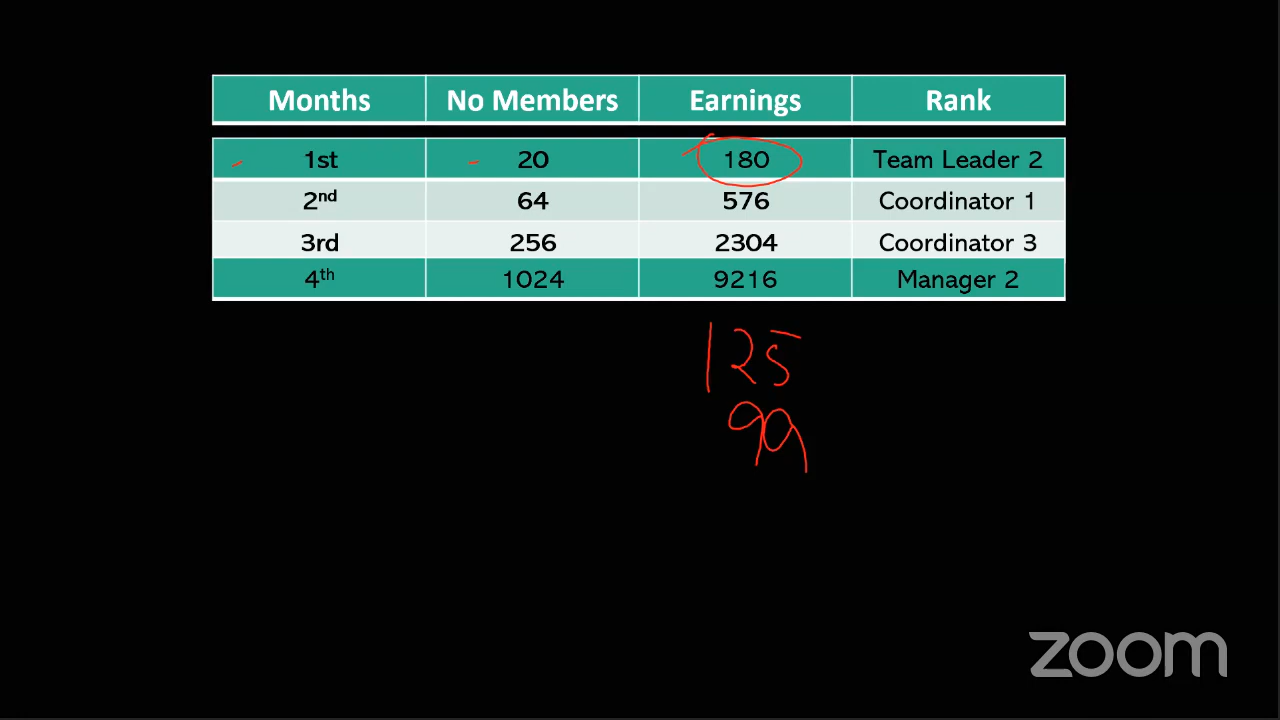 Months No Members Earnings Rank
1st 20 180 Team Leader 2
2nd 64 576 Coordinator 1
3rd 256 2304 Coordinator 3
4th 1024 9216 Manager 2
125
99
zoom